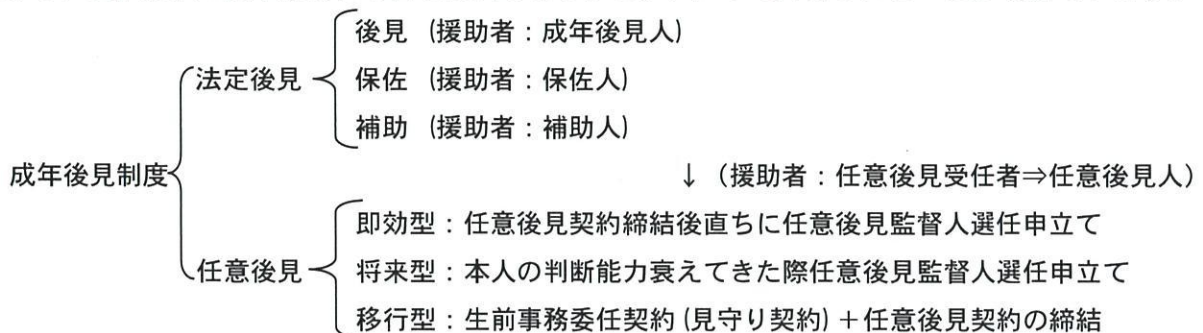 後見 (援助者：成年後見人)
法定後見
保佐 (援助者：保佐人)
補助 (援助者：補助人)
成年後見制度
↓ (援助者：任意後見受任者⇒任意後見人)
即効型：任意後見契約締結後直ちに任意後見監督人選任申立て
任意後見
将来型：本人の判断能力衰えてきた際任意後見監督人選任申立て
移行型：生前事務委任契約 (見守り契約) ＋任意後見契約の締結